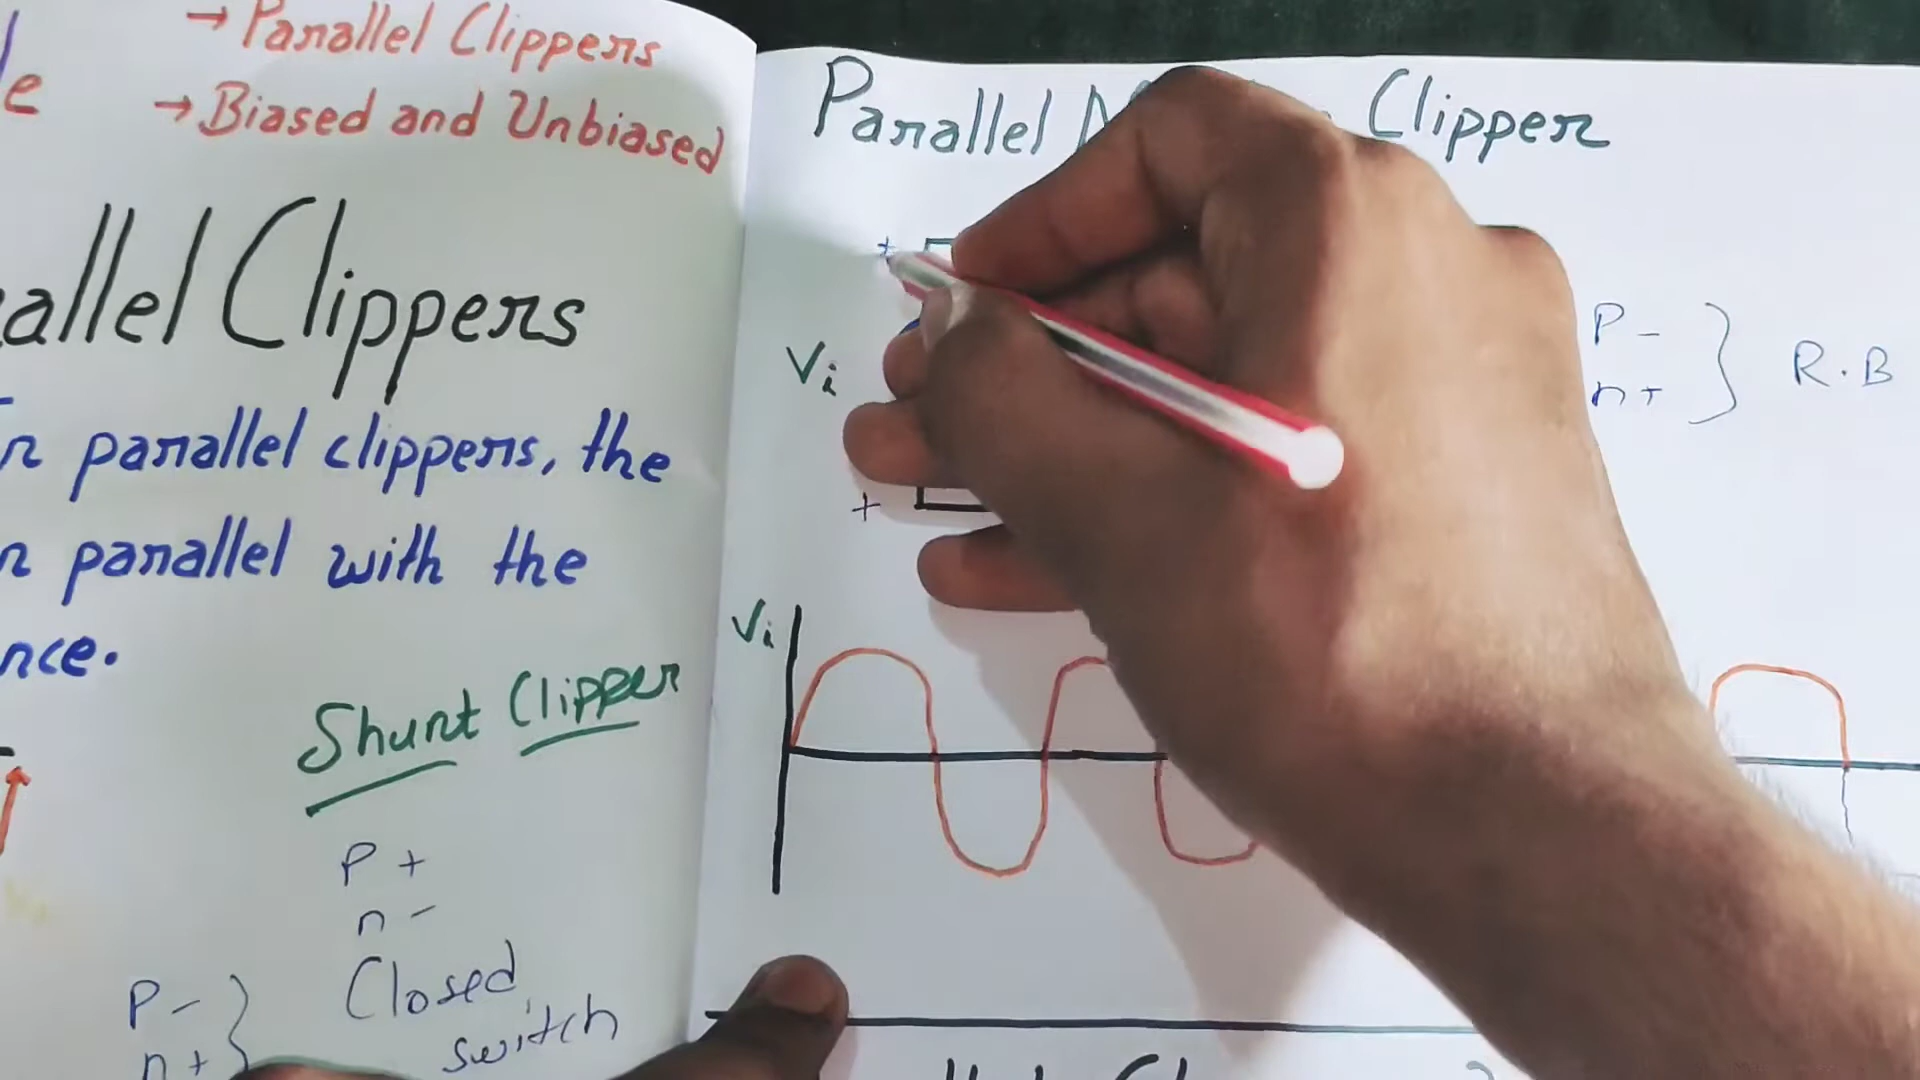 → Parallel Clippers
→ Biased and Unbiased
allel Clippers
n parallel clippers, the
n parallel with the
nce.
Shunt Clipper
P +
n -
Closed
switch
P -
n +
Parallel Clipper
+
Vi
+
P -
n +
R.B
Vi